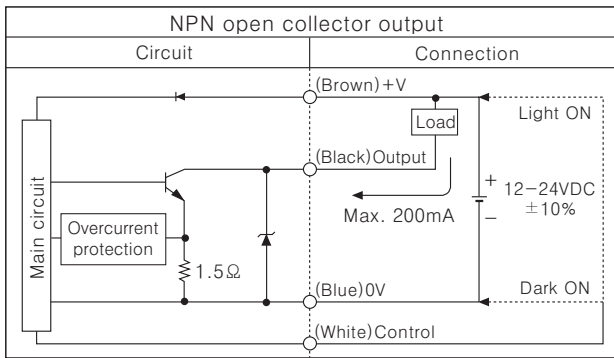 NPN open collector output
Circuit
Connection
(Brown)+V
Light ON
Load
(Black)Output
Main circuit
Max. 200mA
+
12-24VDC
−
±10%
Overcurrent
protection
1.5Ω
(Blue)0V
Dark ON
(White)Control